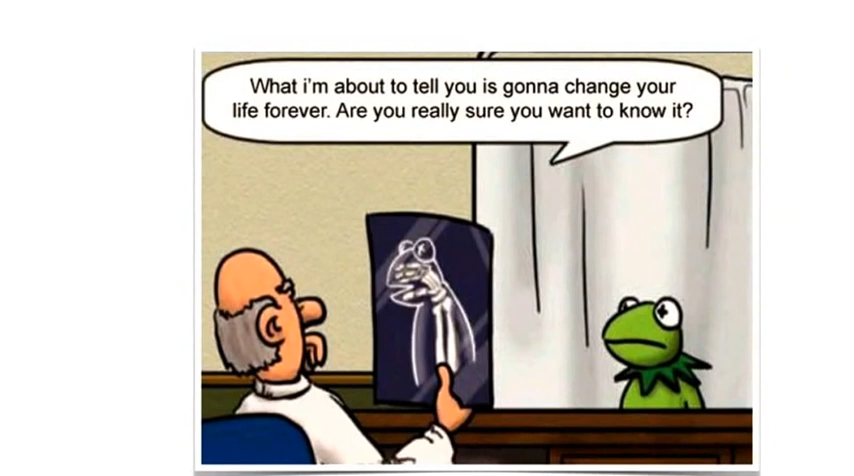 What i'm about to tell you is gonna change your
life forever. Are you really sure you want to know it?